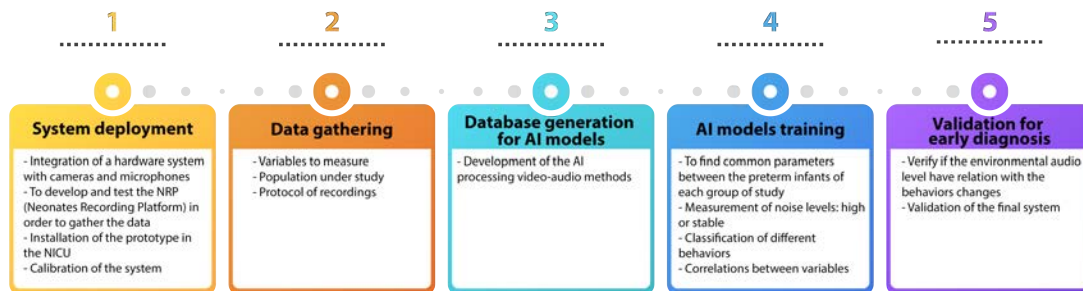 1
2
3
4
5
System deployment
- Integration of a hardware system
with cameras and microphones
- To develop and test the NRP
(Neonates Recording Platform) in
order to gather the data
- Installation of the prototype in
the NICU
- Calibration of the system
Data gathering
- Variables to measure
- Population under study
- Protocol of recordings
Database generation
for AI models
- Development of the AI
processing video-audio methods
AI models training
- To find common parameters
between the preterm infants of
each group of study
- Measurement of noise levels: high
or stable
- Classification of different
behaviors
- Correlations between variables
Validation for
early diagnosis
- Verify if the environmental audio
level have relation with the
behaviors changes
- Validation of the final system